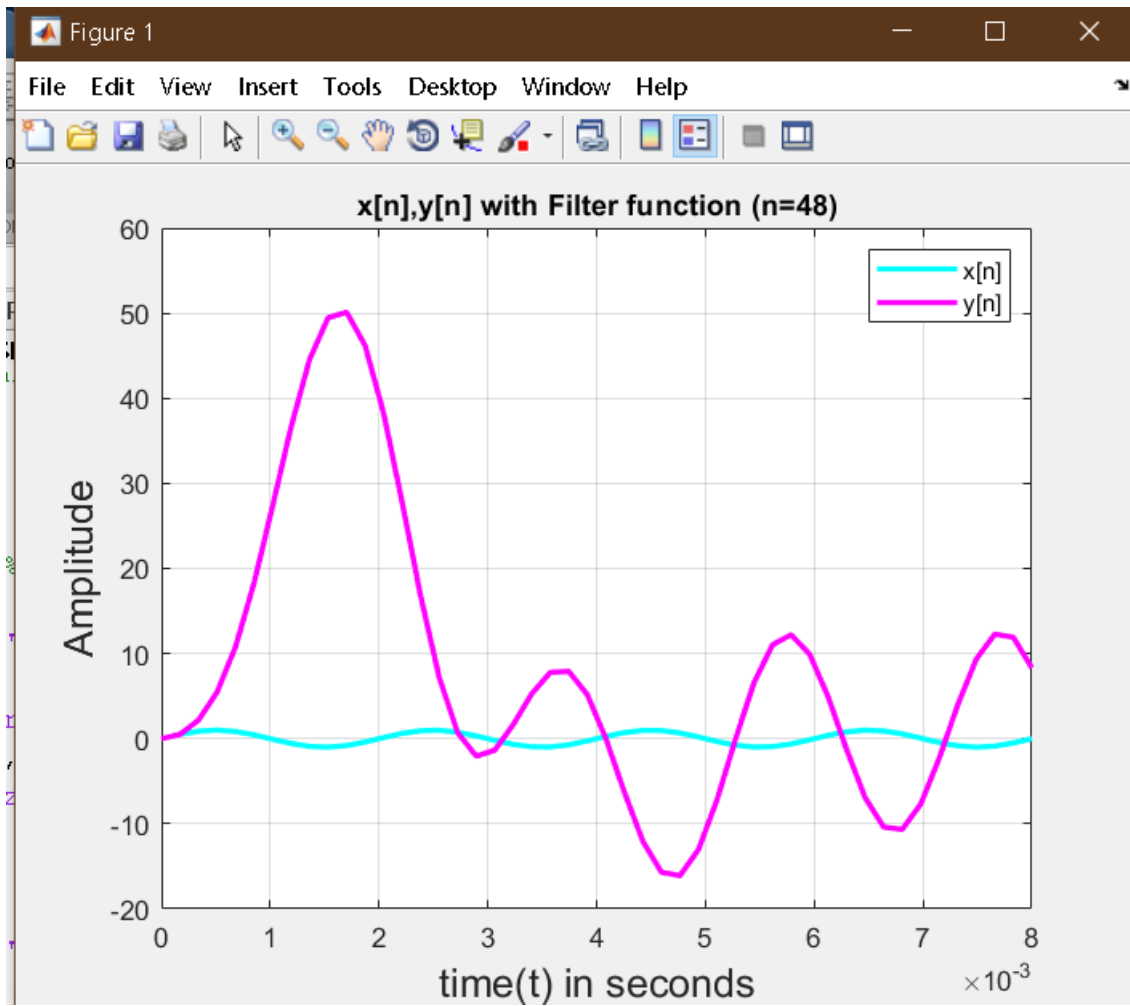 Figure 1
File Edit View Insert Tools Desktop Window Help
x[n],y[n] with Filter function (n=48)
x[n]
y[n]
60
50
40
30
20
10
0
-10
-20
Amplitude
0 1 2 3 4 5 6 7 8
time(t) in seconds
×10-3